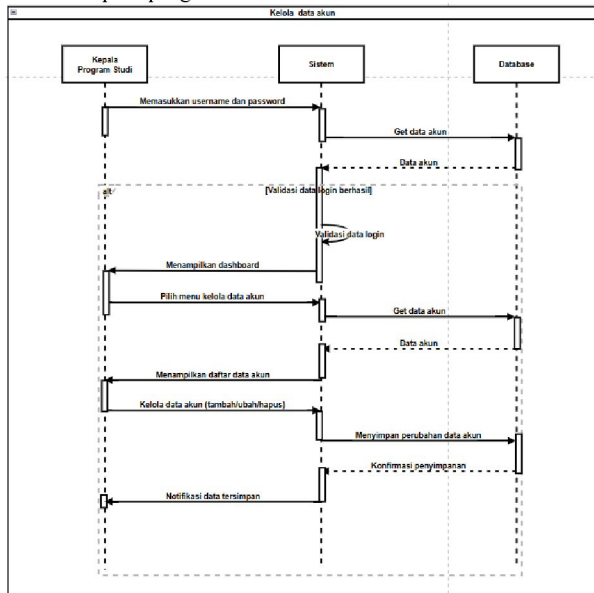 Kelola data akun
Kepala
Program Studi
Sistem
Database
Memasukkan username dan password
Get data akun
Data akun
alt
[Validasi data login berhasil]
Validasi data login
Menampilkan dashboard
Pilih menu kelola data akun
Get data akun
Data akun
Menampilkan daftar data akun
Kelola data akun (tambah/ubah/hapus)
Menyimpan perubahan data akun
Konfirmasi penyimpanan
Notifikasi data tersimpan